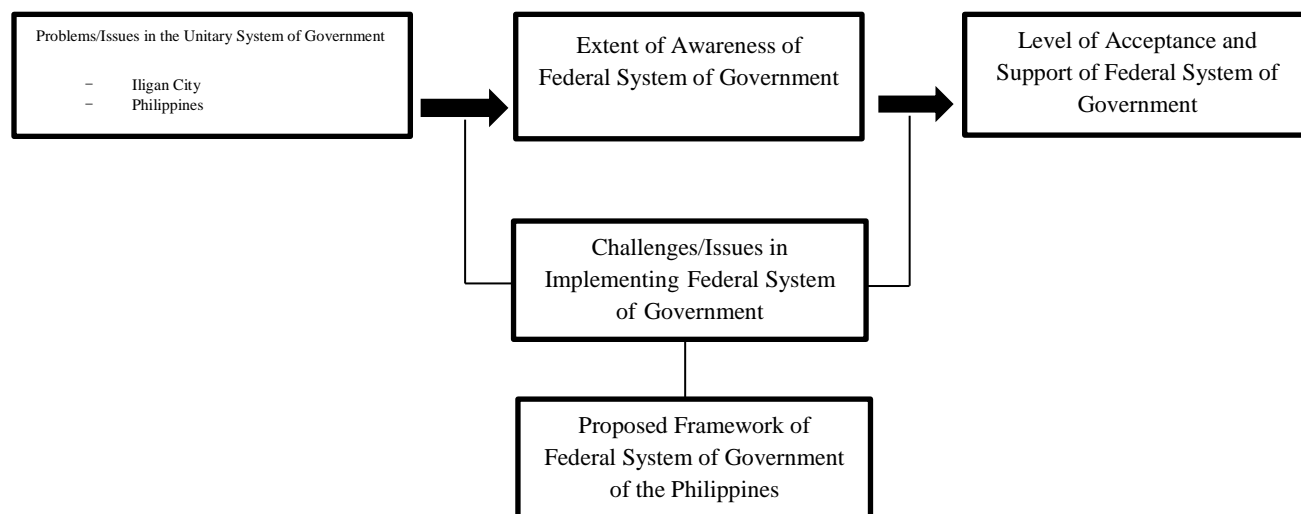 Problems/Issues in the Unitary System of Government
− Iligan City
− Philippines
Extent of Awareness of
Federal System of Government
Level of Acceptance and
Support of Federal System of
Government
Challenges/Issues in
Implementing Federal System
of Government
Proposed Framework of
Federal System of Government
of the Philippines